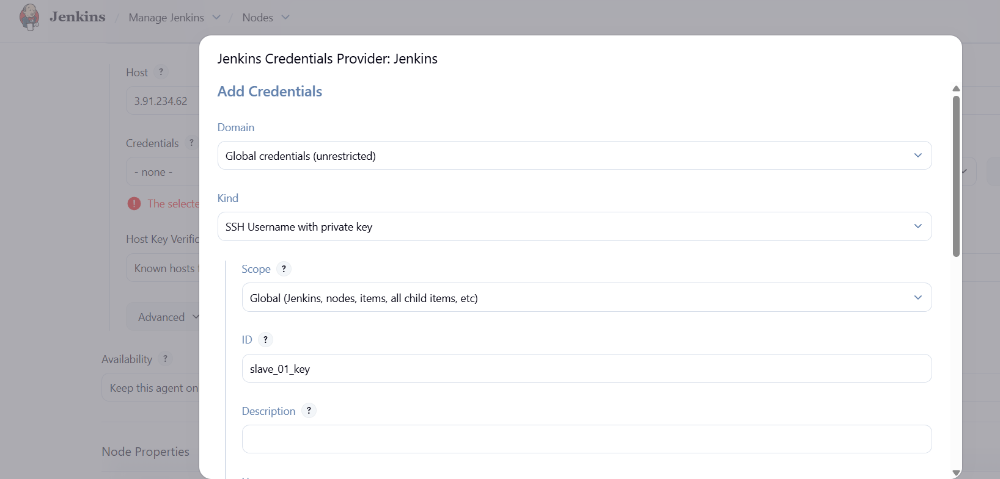 Jenkins / Manage Jenkins / Nodes
Jenkins Credentials Provider: Jenkins
Add Credentials
Domain
Global credentials (unrestricted)
Kind
SSH Username with private key
Scope ?
Global (Jenkins, nodes, items, all child items, etc)
ID ?
slave_01_key
Description ?
Host ?
3.91.234.62
Credentials ?
- none -
The selecte
Host Key Verific
Known hosts
Advanced
Availability ?
Keep this agent on
Node Properties